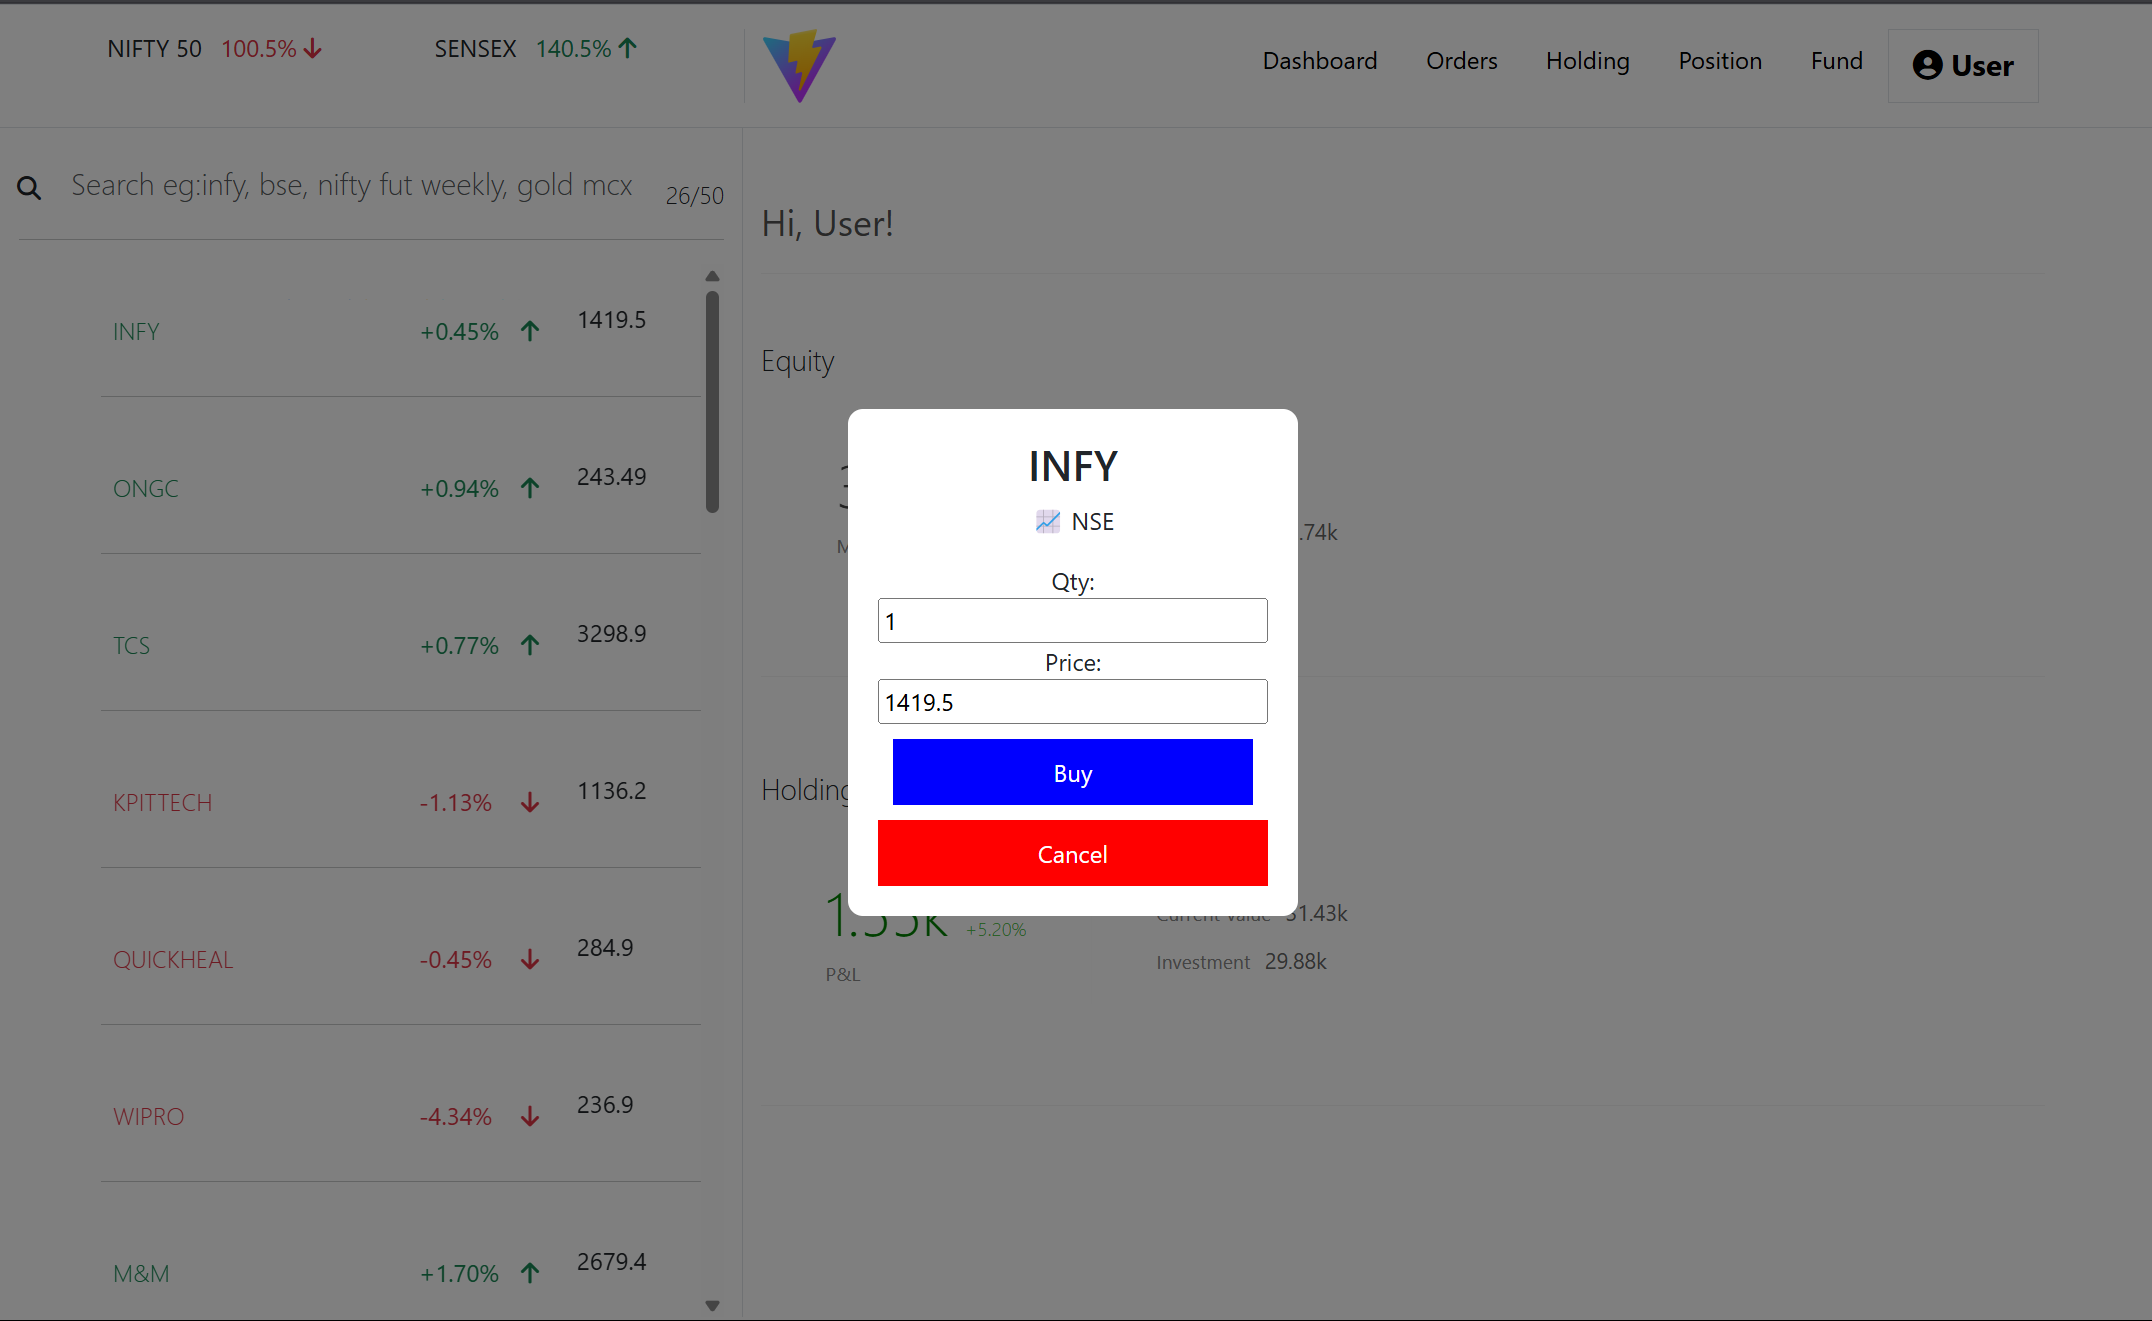 NIFTY 50 100.5% SENSEX 140.5%
Dashboard Orders Holding Position Fund User
Search eg:infy, bse, nifty fut weekly, gold mcx 26/50
INFY +0.45% 1419.5
ONGC +0.94% 243.49
TCS +0.77% 3298.9
KPITTECH -1.13% 1136.2
QUICKHEAL -0.45% 284.9
WIPRO -4.34% 236.9
M&M +1.70% 2679.4
Hi, User!
Equity
.74k
Holding
1.55k +5.20%
P&L
Current Value 31.43k
Investment 29.88k
INFY
NSE
Qty:
1
Price:
1419.5
Buy
Cancel